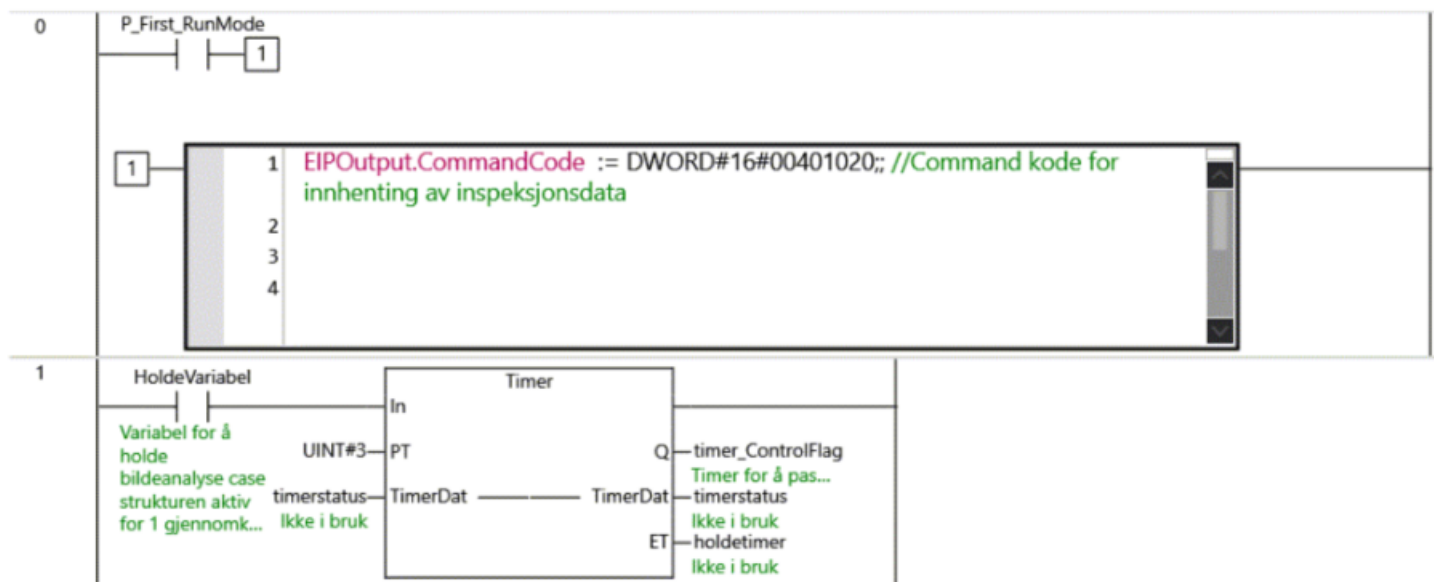 0
P_First_RunMode
1
1
1 EIPOutput.CommandCode := DWORD#16#00401020;; //Command kode for
innhenting av inspeksjonsdata
2
3
4
1
HoldeVariabel
Timer
In
Variabel for å
holde
bildeanalyse case
strukturen aktiv
for 1 gjennomk...
UINT#3
PT
Q
timer_ControlFlag
Timer for å pas...
timerstatus
TimerDat
TimerDat
timerstatus
Ikke i bruk
Ikke i bruk
ET
holdetimer
Ikke i bruk